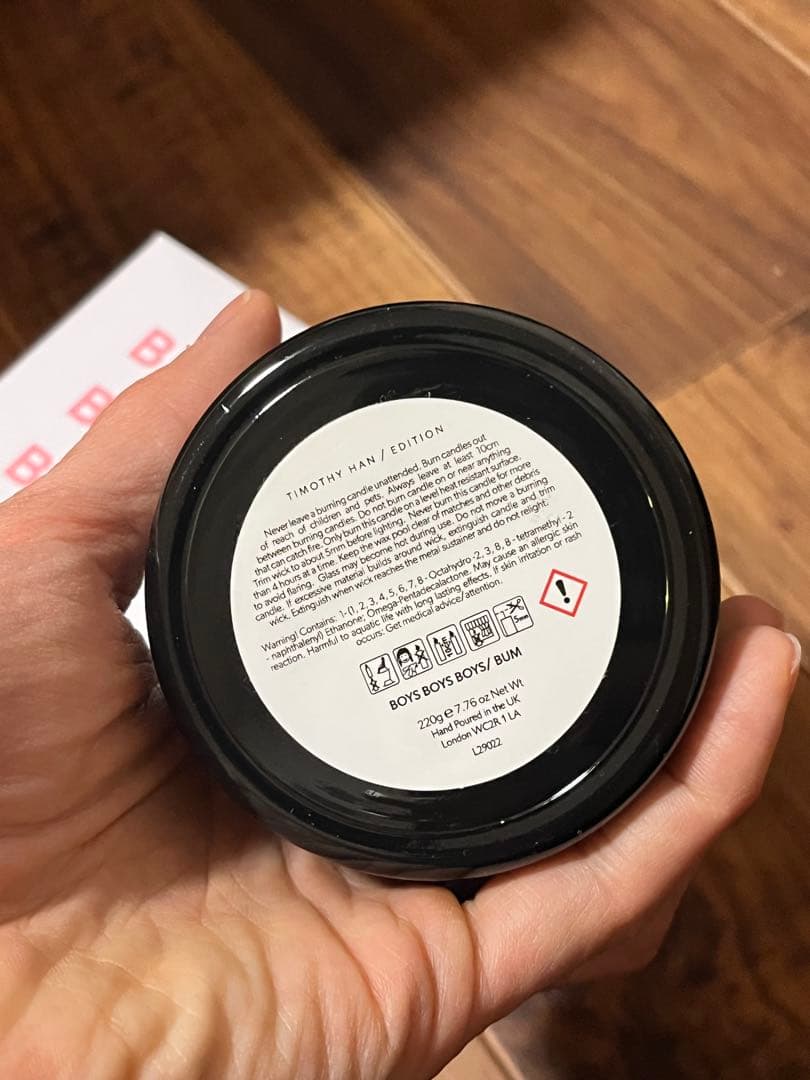 B
B
B
TIMOTHY HAN / EDITION
Never leave a burning candle unattended. Burn candles out
of reach of children and pets. Always leave at least 10cm
between burning candles. Do not burn candle on or near anything
that can catch fire. Only burn this candle on a level heat resistant surface.
Trim wick to about 5mm before lighting. Never burn this candle for more
than 4 hours at a time. Keep the wax pool clear of matches and other debris
to avoid flaring. Glass may become hot during use. Do not move a burning
candle. If excessive material builds around wick, extinguish candle and trim
wick. Extinguish when wick reaches the metal sustainer and do not relight.
Warning! Contains: 1-(1, 2, 3, 4, 5, 6, 7, 8 - Octahydro -2, 3, 8, 8 - tetramethyl - 2
- naphthalenyl) Ethanone; Omega-Pentadecalactone. May cause an allergic skin
reaction. Harmful to aquatic life with long lasting effects. If skin irritation or rash
occurs: Get medical advice/attention.
5mm
BOYS BOYS BOYS/ BUM
220g e 7.76 oz Net Wt
Hand Poured in the UK
London WC2R 1 LA
L29022